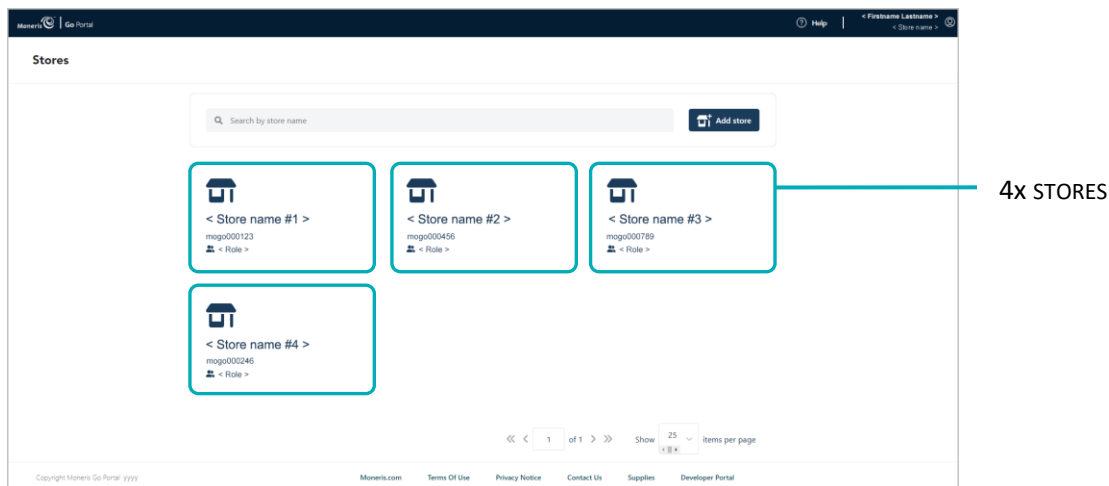 Moneris Go Portal
Help
< Firstname Lastname >
< Store name >
Stores
Search by store name
Add store
< Store name #1 >
mogo000123
< Role >
< Store name #2 >
mogo000456
< Role >
< Store name #3 >
mogo000789
< Role >
4x STORES
< Store name #4 >
mogo000246
< Role >
1 of 1 Show 25 items per page
Copyright Moneris Go Portal yyyy Moneris.com Terms Of Use Privacy Notice Contact Us Supplies Developer Portal